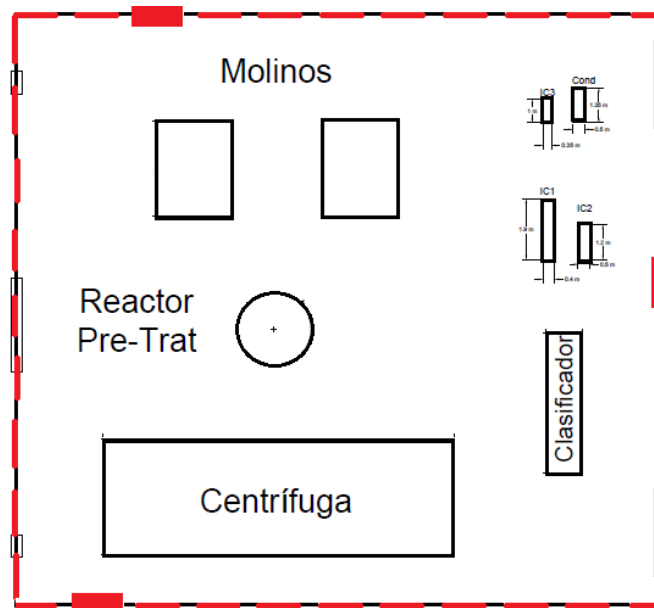 Molinos
IC3
Cond
1 m
1.35 m
0.5 m
0.35 m
IC1
IC2
1.9 m
1.2 m
0.5 m
0.4 m
Reactor
Pre-Trat
Clasificador
Centrífuga